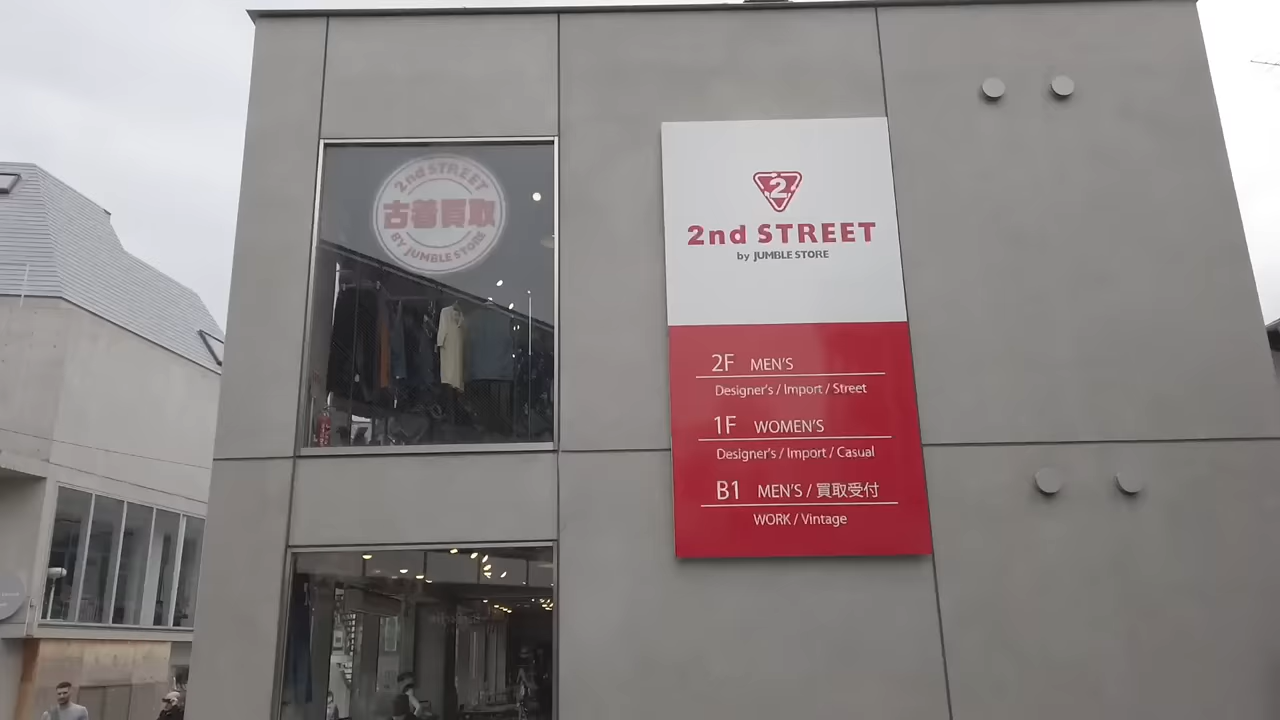 2nd STREET
古着買取
BY JUMBLE STORE
2
2nd STREET
by JUMBLE STORE
2F MEN'S
Designer's / Import / Street
1F WOMEN'S
Designer's / Import / Casual
B1 MEN'S / 買取受付
WORK / Vintage